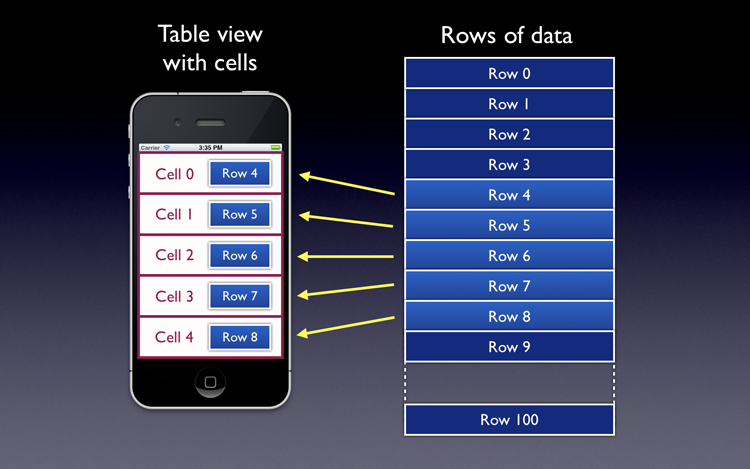 Table view
with cells
Carrier
3:35 PM
Cell 0 Row 4
Cell 1 Row 5
Cell 2 Row 6
Cell 3 Row 7
Cell 4 Row 8
Rows of data
Row 0
Row 1
Row 2
Row 3
Row 4
Row 5
Row 6
Row 7
Row 8
Row 9
Row 100